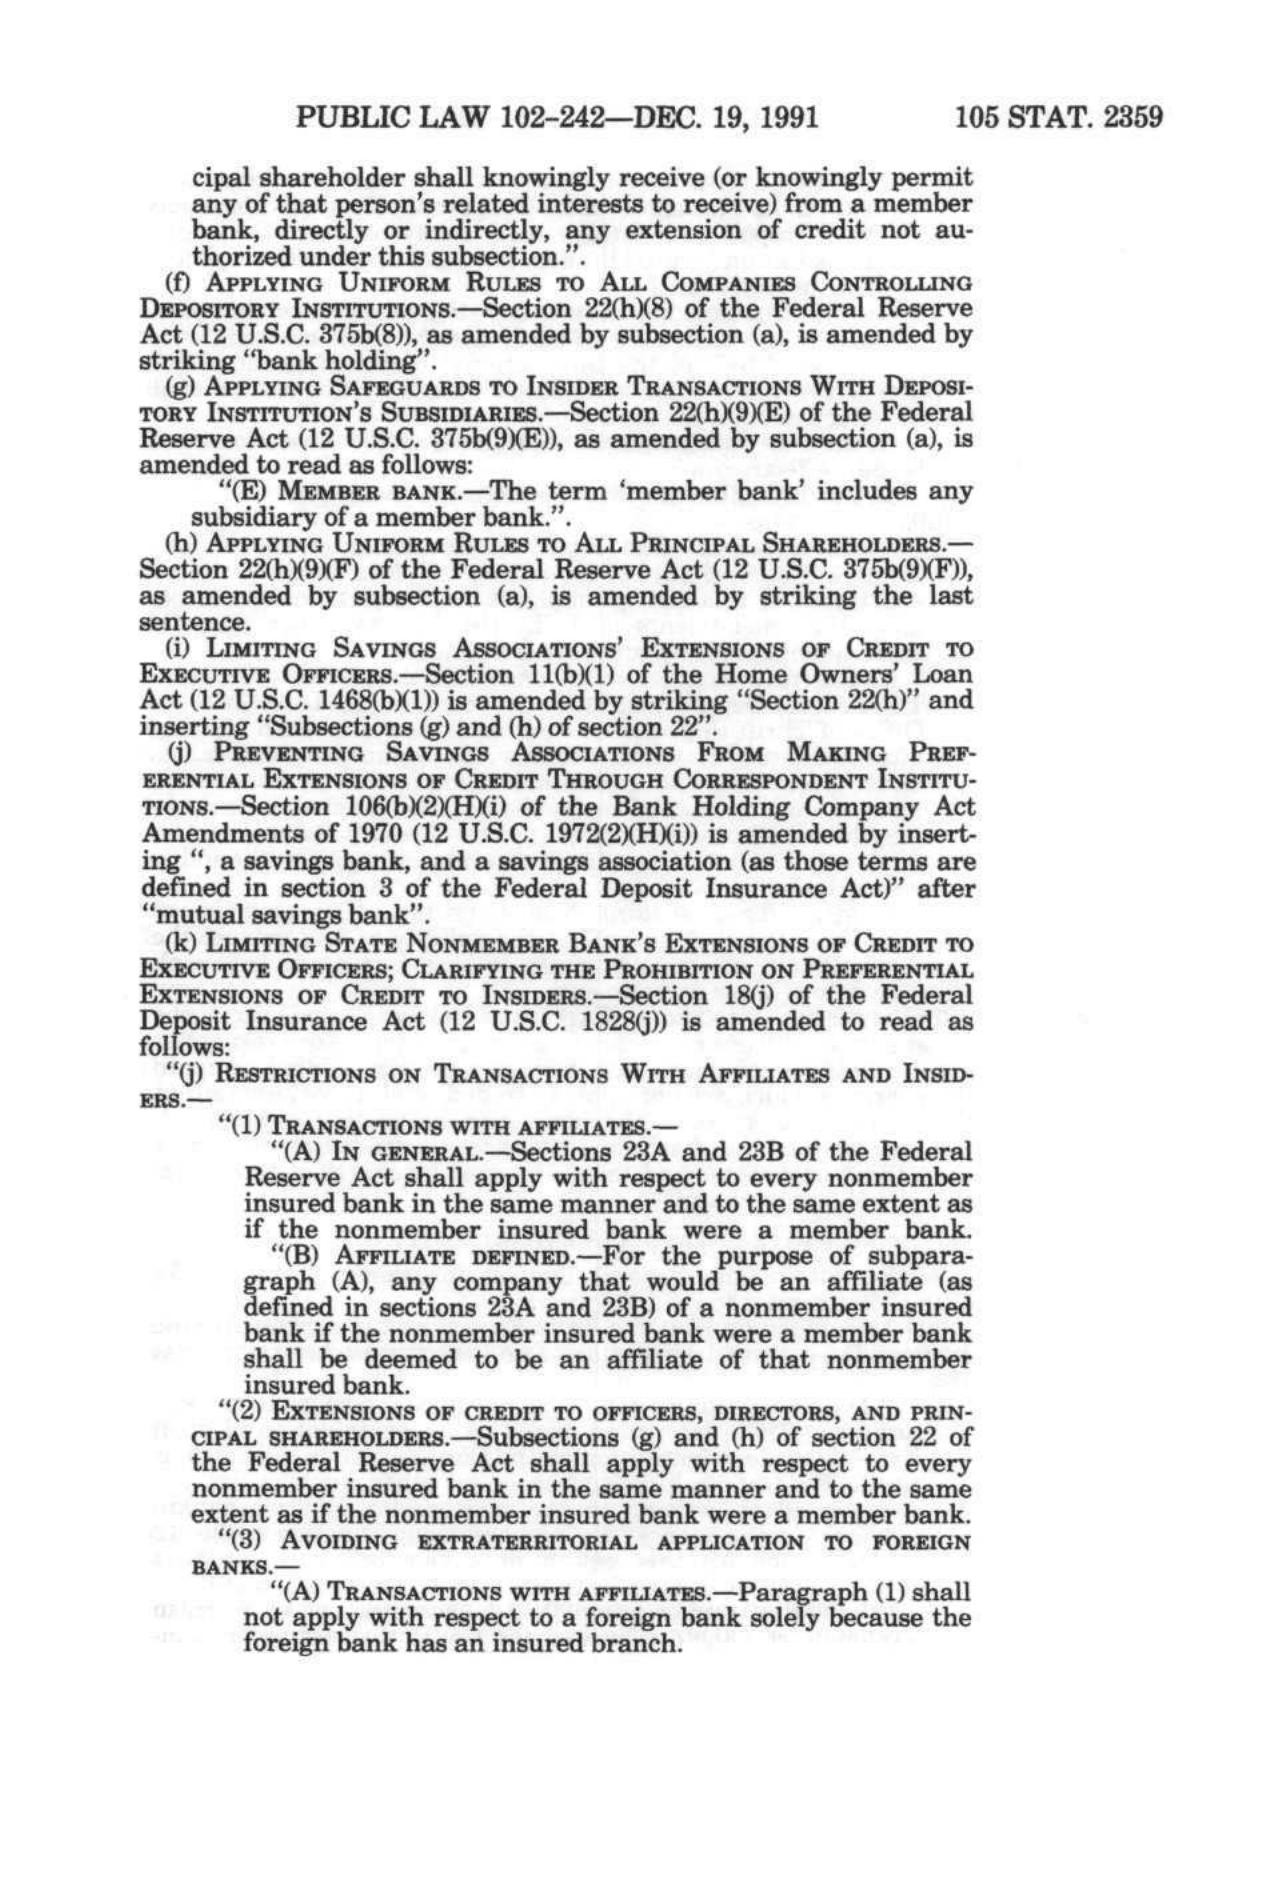 PUBLIC LAW 102-242—DEC. 19, 1991 105 STAT. 2359
cipal shareholder shall knowingly receive (or knowingly permit
any of that person's related interests to receive) from a member
bank, directly or indirectly, any extension of credit not au-
thorized under this subsection.".
(f) APPLYING UNIFORM RULES TO ALL COMPANIES CONTROLLING
DEPOSITORY INSTITUTIONS.—Section 22(h)(8) of the Federal Reserve
Act (12 U.S.C. 375b(8)), as amended by subsection (a), is amended by
striking "bank holding".
(g) APPLYING SAFEGUARDS TO INSIDER TRANSACTIONS WITH DEPOSI-
TORY INSTITUTION'S SUBSIDIARIES.—Section 22(h)(9)(E) of the Federal
Reserve Act (12 U.S.C. 375b(9)(E)), as amended by subsection (a), is
amended to read as follows:
"(E) MEMBER BANK.—The term 'member bank' includes any
subsidiary of a member bank.".
(h) APPLYING UNIFORM RULES TO ALL PRINCIPAL SHAREHOLDERS.—
Section 22(h)(9)(F) of the Federal Reserve Act (12 U.S.C. 375b(9)(F)),
as amended by subsection (a), is amended by striking the last
sentence.
(i) LIMITING SAVINGS ASSOCIATIONS' EXTENSIONS OF CREDIT TO
EXECUTIVE OFFICERS.—Section 11(b)(1) of the Home Owners' Loan
Act (12 U.S.C. 1468(b)(1)) is amended by striking "Section 22(h)" and
inserting "Subsections (g) and (h) of section 22".
(j) PREVENTING SAVINGS ASSOCIATIONS FROM MAKING PREF-
ERENTIAL EXTENSIONS OF CREDIT THROUGH CORRESPONDENT INSTITU-
TIONS.—Section 106(b)(2)(H)(i) of the Bank Holding Company Act
Amendments of 1970 (12 U.S.C. 1972(2)(H)(i)) is amended by insert-
ing ", a savings bank, and a savings association (as those terms are
defined in section 3 of the Federal Deposit Insurance Act)" after
"mutual savings bank".
(k) LIMITING STATE NONMEMBER BANK'S EXTENSIONS OF CREDIT TO
EXECUTIVE OFFICERS; CLARIFYING THE PROHIBITION ON PREFERENTIAL
EXTENSIONS OF CREDIT TO INSIDERS.—Section 18(j) of the Federal
Deposit Insurance Act (12 U.S.C. 1828(j)) is amended to read as
follows:
"(j) RESTRICTIONS ON TRANSACTIONS WITH AFFILIATES AND INSID-
ERS.—
"(1) TRANSACTIONS WITH AFFILIATES.—
"(A) IN GENERAL.—Sections 23A and 23B of the Federal
Reserve Act shall apply with respect to every nonmember
insured bank in the same manner and to the same extent as
if the nonmember insured bank were a member bank.
"(B) AFFILIATE DEFINED.—For the purpose of subpara-
graph (A), any company that would be an affiliate (as
defined in sections 23A and 23B) of a nonmember insured
bank if the nonmember insured bank were a member bank
shall be deemed to be an affiliate of that nonmember
insured bank.
"(2) EXTENSIONS OF CREDIT TO OFFICERS, DIRECTORS, AND PRIN-
CIPAL SHAREHOLDERS.—Subsections (g) and (h) of section 22 of
the Federal Reserve Act shall apply with respect to every
nonmember insured bank in the same manner and to the same
extent as if the nonmember insured bank were a member bank.
"(3) AVOIDING EXTRATERRITORIAL APPLICATION TO FOREIGN
BANKS.—
"(A) TRANSACTIONS WITH AFFILIATES.—Paragraph (1) shall
not apply with respect to a foreign bank solely because the
foreign bank has an insured branch.